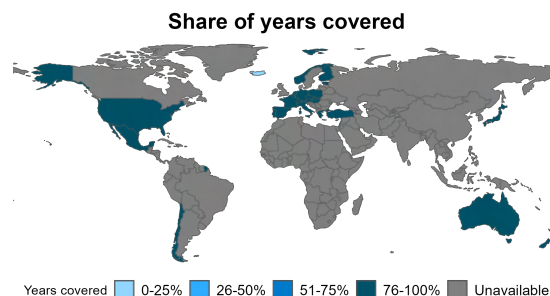 Share of years covered
Years covered 0-25% 26-50% 51-75% 76-100% Unavailable